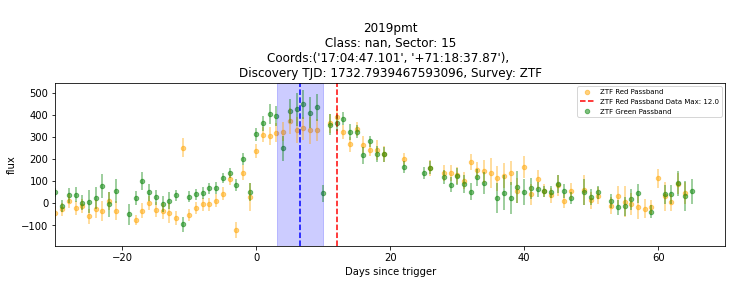 2019pmt
Class: nan, Sector: 15
Coords:('17:04:47.101', '+71:18:37.87'),
Discovery TJD: 1732.7939467593096, Survey: ZTF
ZTF Red Passband
ZTF Red Passband Data Max: 12.0
ZTF Green Passband
flux
500
400
300
200
100
0
−100
−20
0
20
40
60
Days since trigger